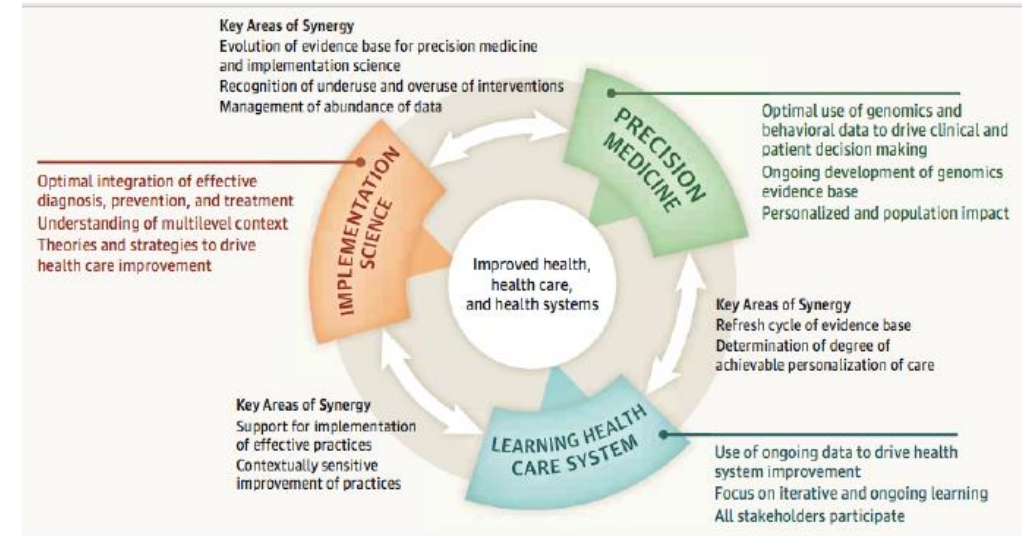 Key Areas of Synergy
Evolution of evidence base for precision medicine
and implementation science
Recognition of underuse and overuse of interventions
Management of abundance of data
PRECISION
MEDICINE
Optimal use of genomics and
behavioral data to drive clinical and
patient decision making
Ongoing development of genomics
evidence base
Personalized and population impact
IMPLEMENTATION
SCIENCE
Optimal integration of effective
diagnosis, prevention, and treatment
Understanding of multilevel context
Theories and strategies to drive
health care improvement
Improved health,
health care,
and health systems
Key Areas of Synergy
Refresh cycle of evidence base
Determination of degree of
achievable personalization of care
Key Areas of Synergy
Support for implementation
of effective practices
Contextually sensitive
improvement of practices
LEARNING HEALTH
CARE SYSTEM
Use of ongoing data to drive health
system improvement
Focus on iterative and ongoing learning
All stakeholders participate